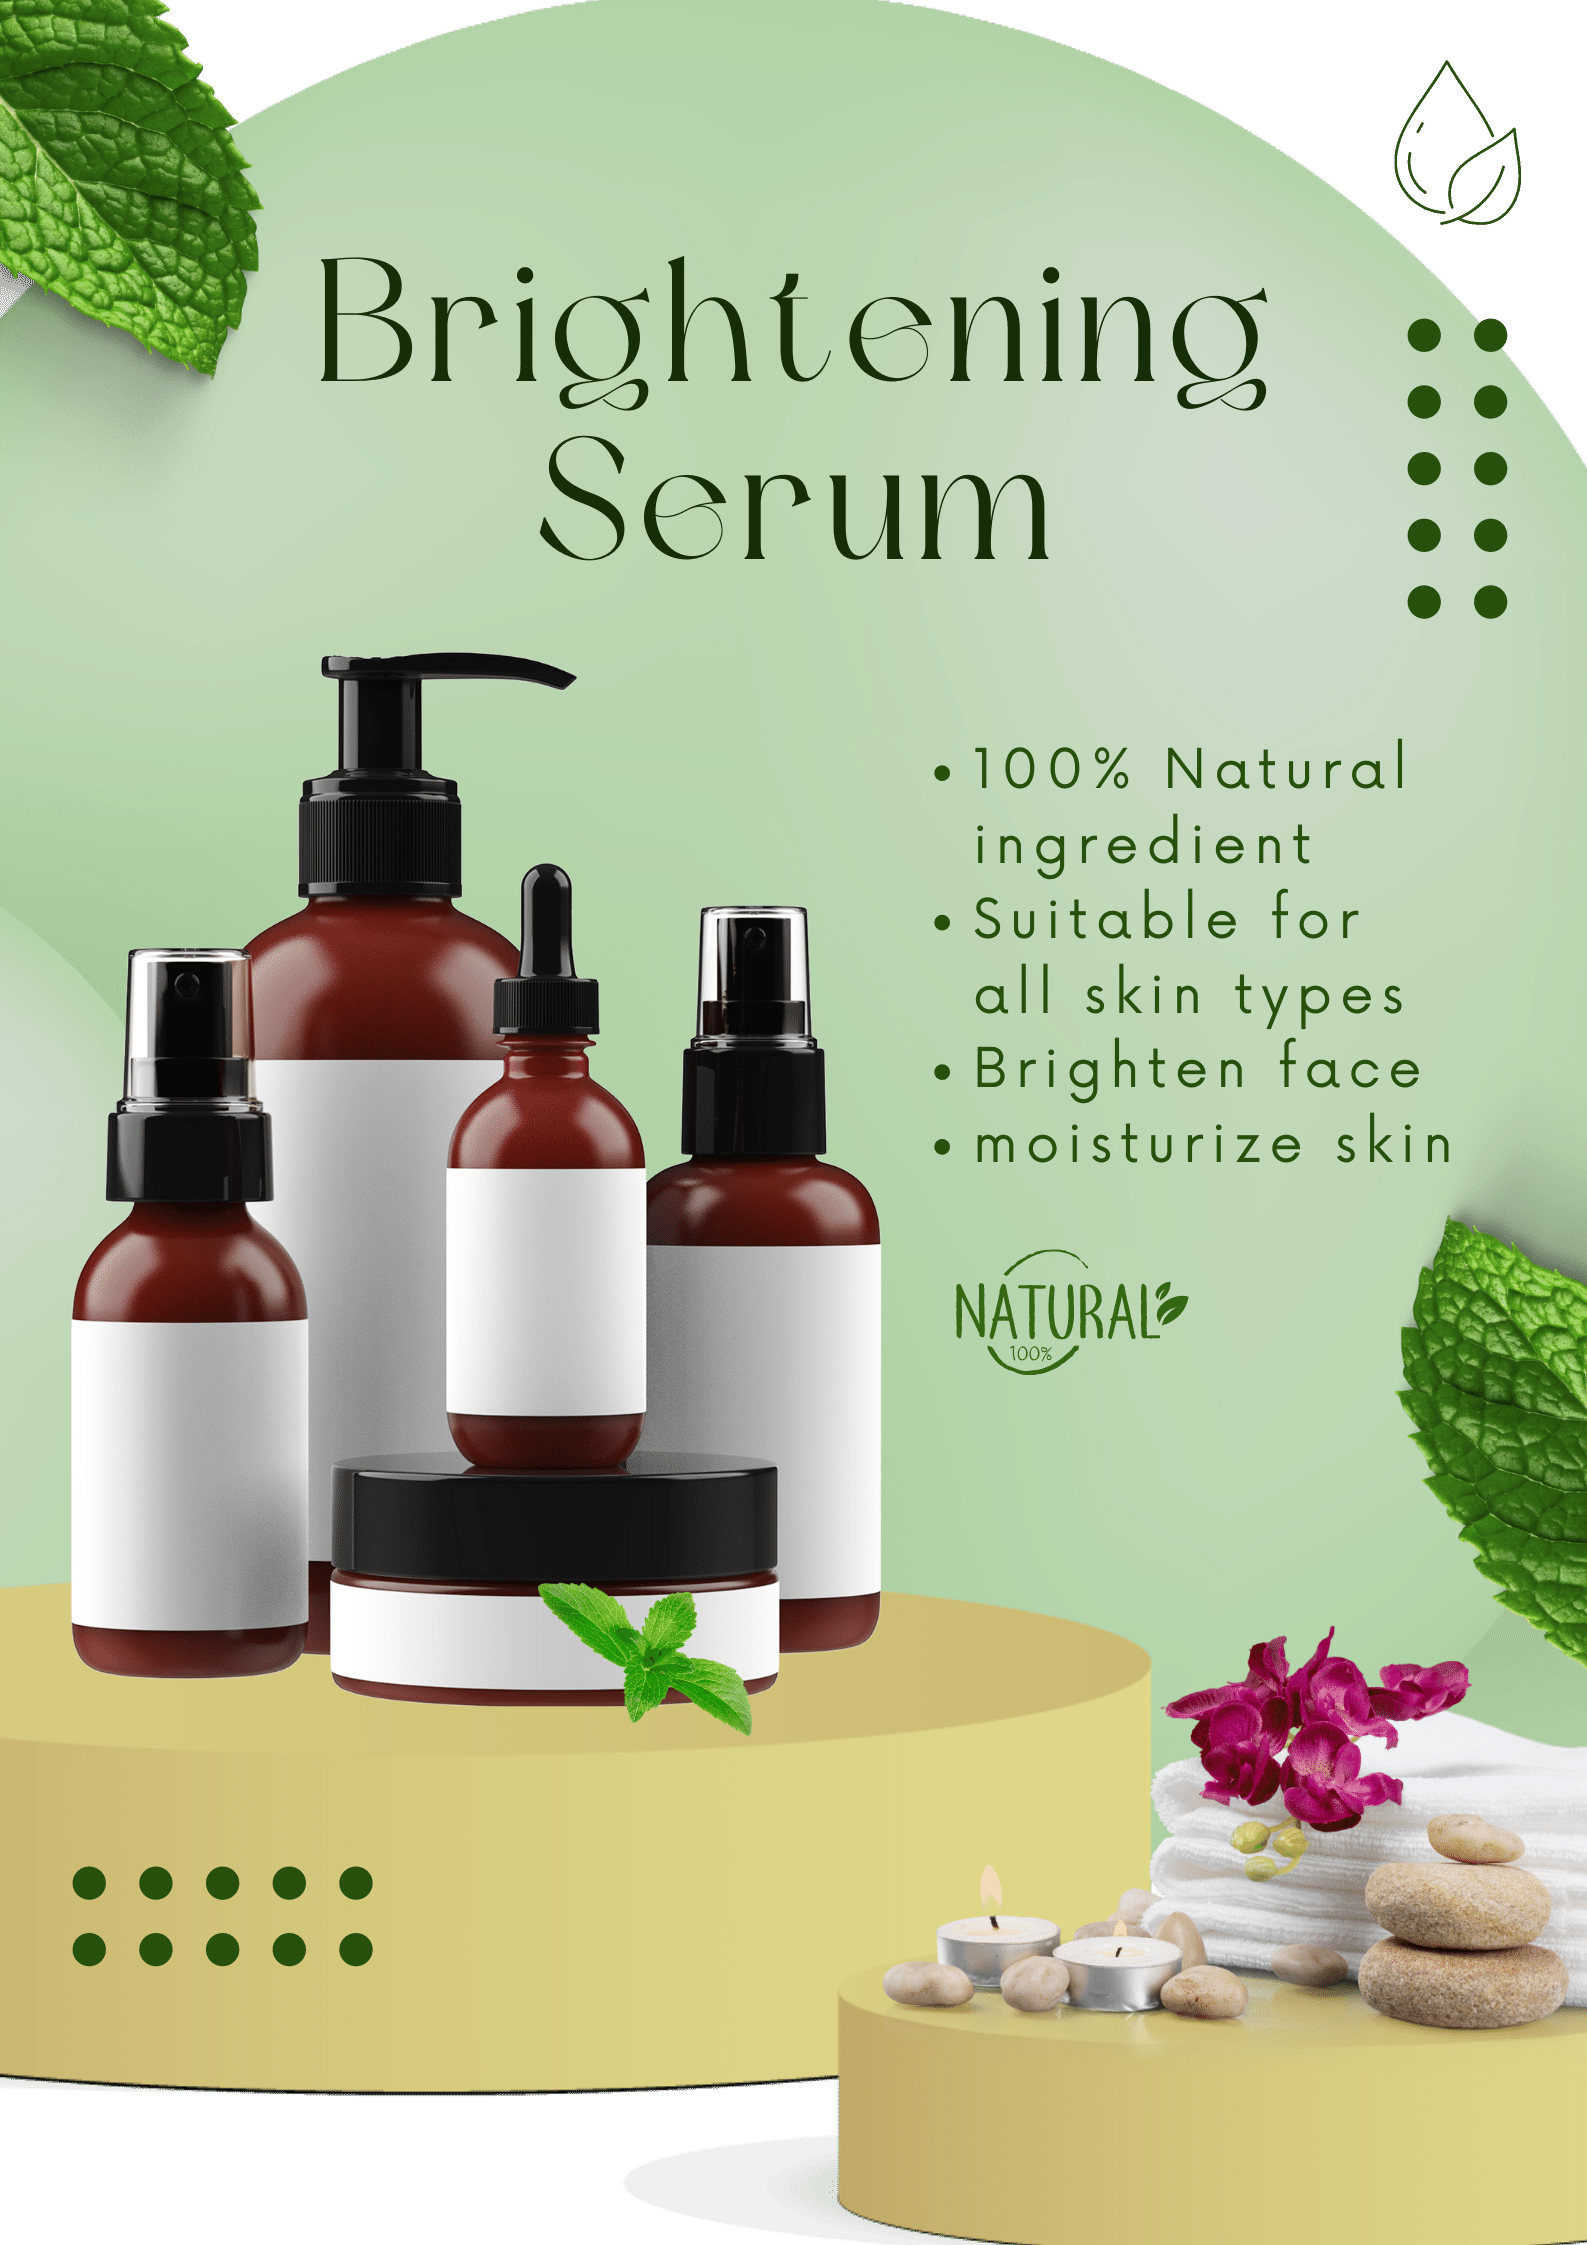 Brightening
Serum
• 100% Natural
ingredient
• Suitable for
all skin types
• Brighten face
• moisturize skin
NATURAL
100%